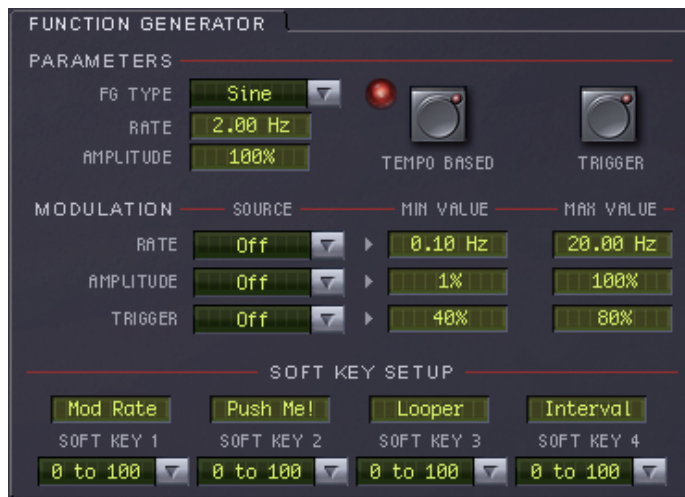 FUNCTION GENERATOR
PARAMETERS
FG TYPE Sine
RATE 2.00 Hz
AMPLITUDE 100%
TEMPO BASED TRIGGER
MODULATION SOURCE MIN VALUE MAX VALUE
RATE Off 0.10 Hz 20.00 Hz
AMPLITUDE Off 1% 100%
TRIGGER Off 40% 80%
SOFT KEY SETUP
Mod Rate Push Me! Looper Interval
SOFT KEY 1 SOFT KEY 2 SOFT KEY 3 SOFT KEY 4
0 to 100 0 to 100 0 to 100 0 to 100